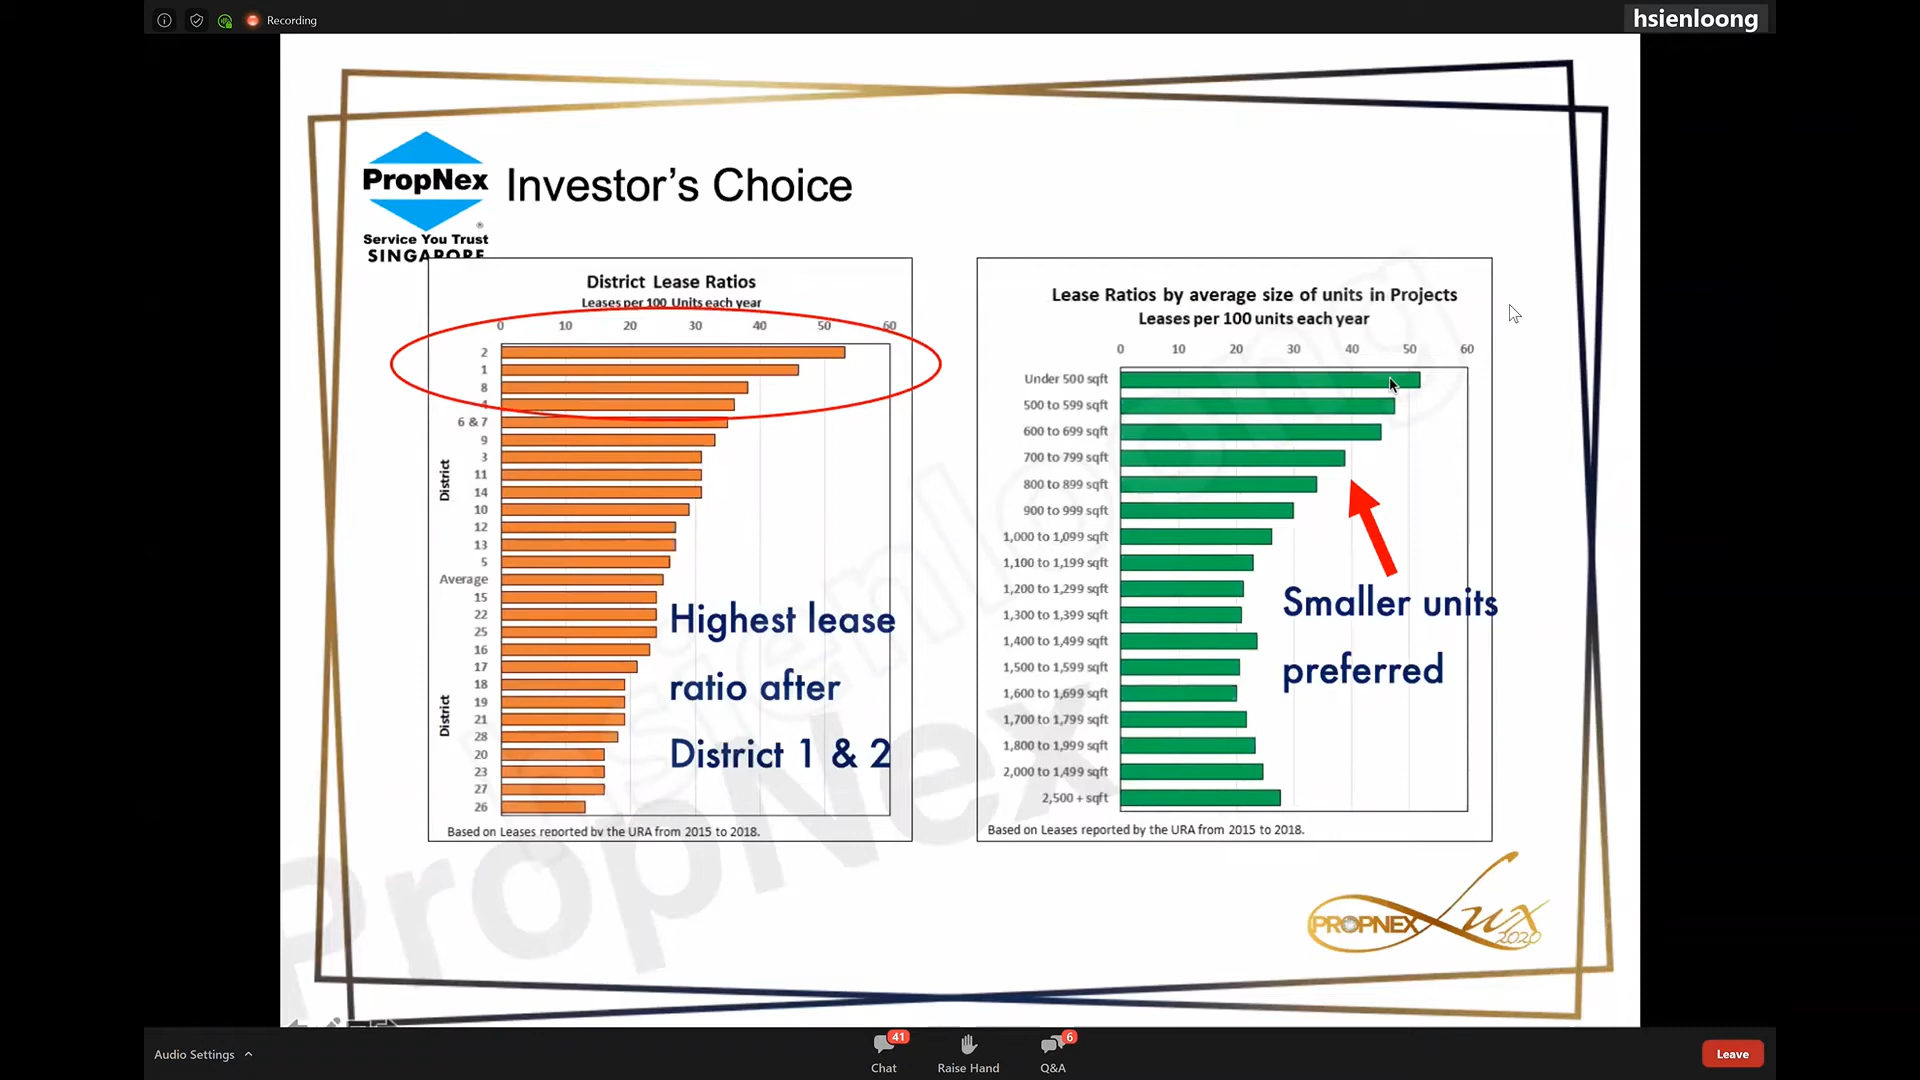 Recording
hsienloong
PropNex
Service You Trust
SINGAPORE
Investor's Choice
District Lease Ratios
Leases per 100 Units each year
0 10 20 30 40 50 60
District
2
1
8
4
6 & 7
9
3
11
14
10
12
13
5
Average
District
15
22
25
16
17
18
19
21
28
20
23
27
26
Highest lease
ratio after
District 1 & 2
Based on Leases reported by the URA from 2015 to 2018.
Lease Ratios by average size of units in Projects
Leases per 100 units each year
0 10 20 30 40 50 60
Under 500 sqft
500 to 599 sqft
600 to 699 sqft
700 to 799 sqft
800 to 899 sqft
900 to 999 sqft
1,000 to 1,099 sqft
1,100 to 1,199 sqft
1,200 to 1,299 sqft
1,300 to 1,399 sqft
1,400 to 1,499 sqft
1,500 to 1,599 sqft
1,600 to 1,699 sqft
1,700 to 1,799 sqft
1,800 to 1,999 sqft
2,000 to 1,499 sqft
2,500 + sqft
Smaller units
preferred
Based on Leases reported by the URA from 2015 to 2018.
hsienloong
PropNex
PROPNEX Lux
2020
Audio Settings
41
Chat
Raise Hand
6
Q&A
Leave